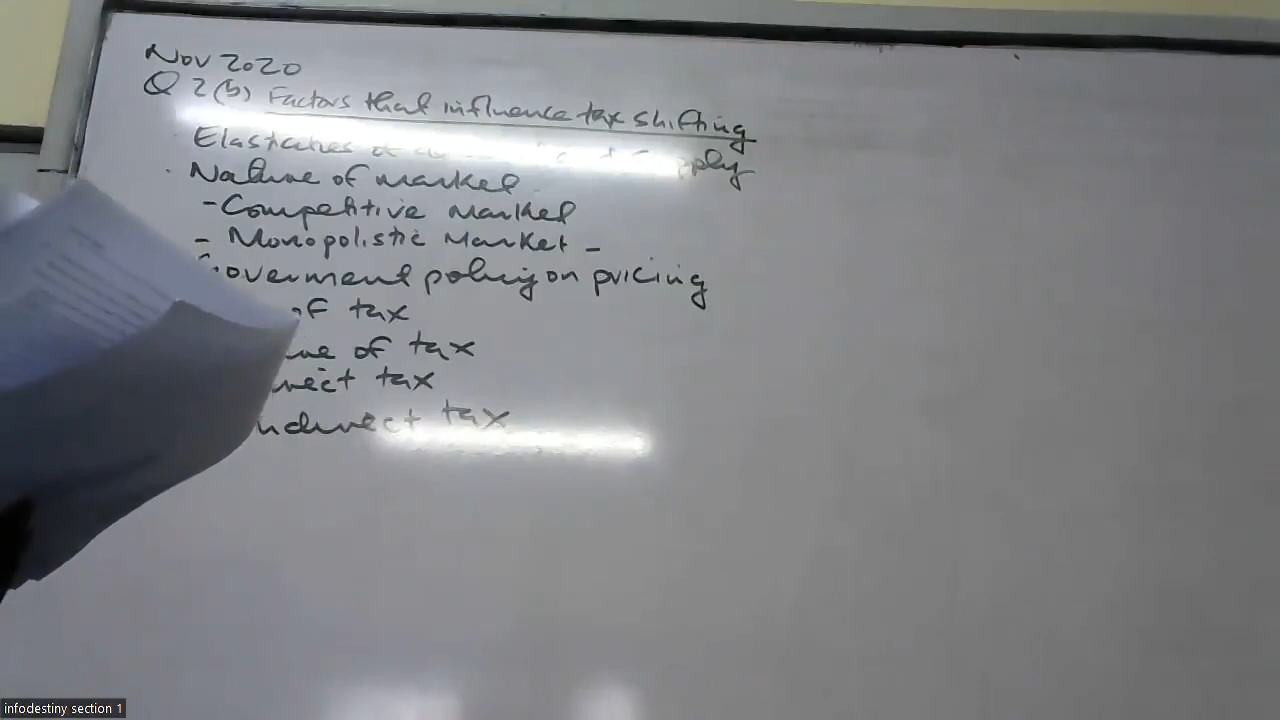 Nov 2020
Q 2(b) Factors that influence tax shifting
Elasticities
Nature of market
- Competitive Market
- Monopolistic Market -
Government policy on pricing
of tax
of tax
tax
tax
infodestiny section 1